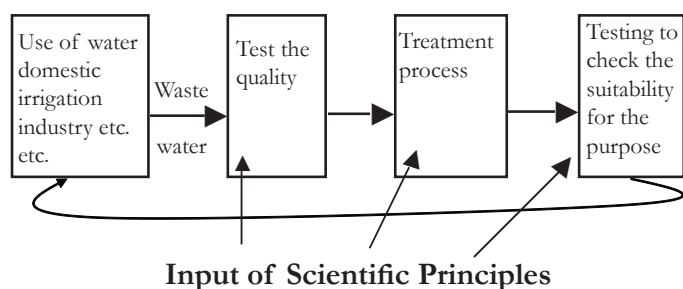 Use of water
domestic
irrigation
industry etc.
etc.
Waste
water
Test the
quality
Treatment
process
Testing to
check the
suitability
for the
purpose
Input of Scientific Principles